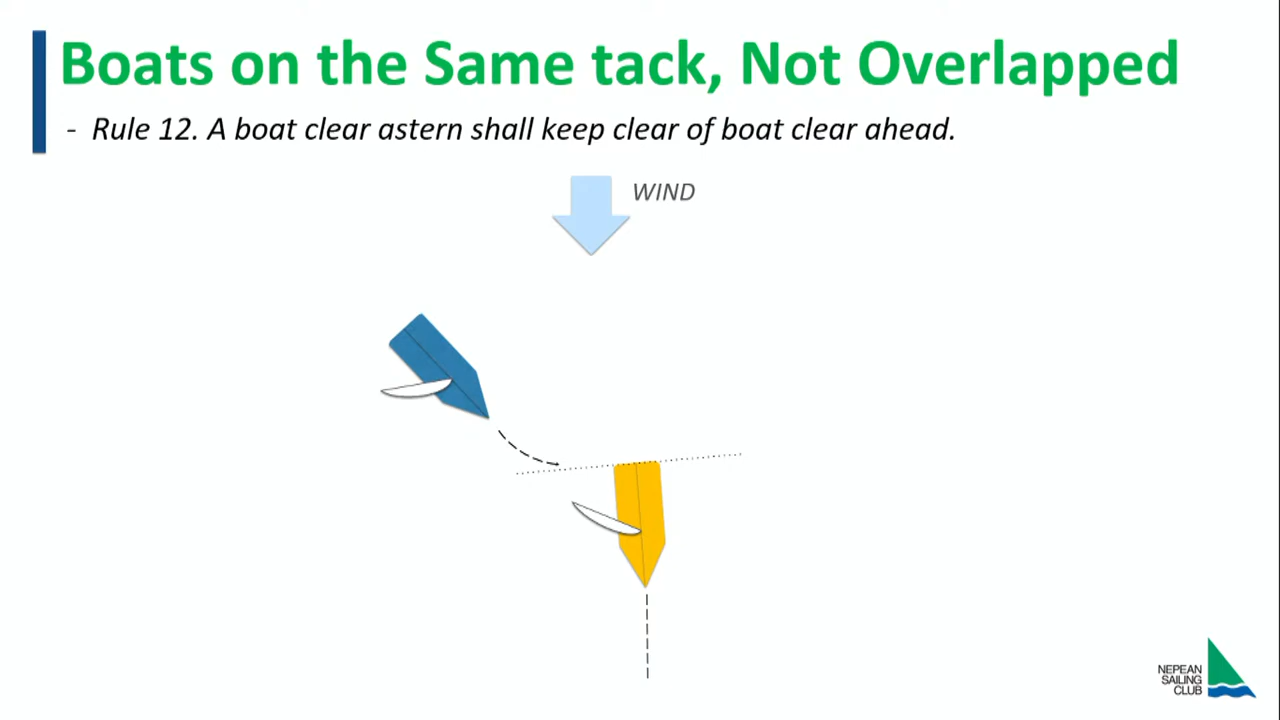 Boats on the Same tack, Not Overlapped
- Rule 12. A boat clear astern shall keep clear of boat clear ahead.
WIND
NEPEAN
SAILING
CLUB